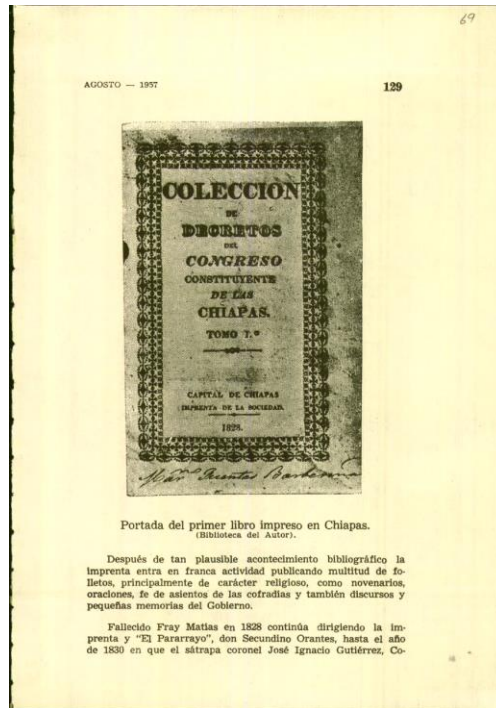 69
AGOSTO — 1957
129
COLECCION
DE
DECRETOS
DEL
CONGRESO
CONSTITUYENTE
DE LAS
CHIAPAS.
TOMO 7.º
CAPITAL DE CHIAPAS
IMPRENTA DE LA SOCIEDAD.
1828.
Fuentes
Portada del primer libro impreso en Chiapas.
(Biblioteca del Autor).
Después de tan plausible acontecimiento bibliográfico la
imprenta entra en franca actividad publicando multitud de fo-
lletos, principalmente de carácter religioso, como novenarios,
oraciones, fe de asientos de las cofradías y también discursos y
pequeñas memorias del Gobierno.
Fallecido Fray Matías en 1828 continúa dirigiendo la im-
prenta y "El Pararrayo", don Secundino Orantes, hasta el año
de 1830 en que el sátrapa coronel José Ignacio Gutiérrez, Co-